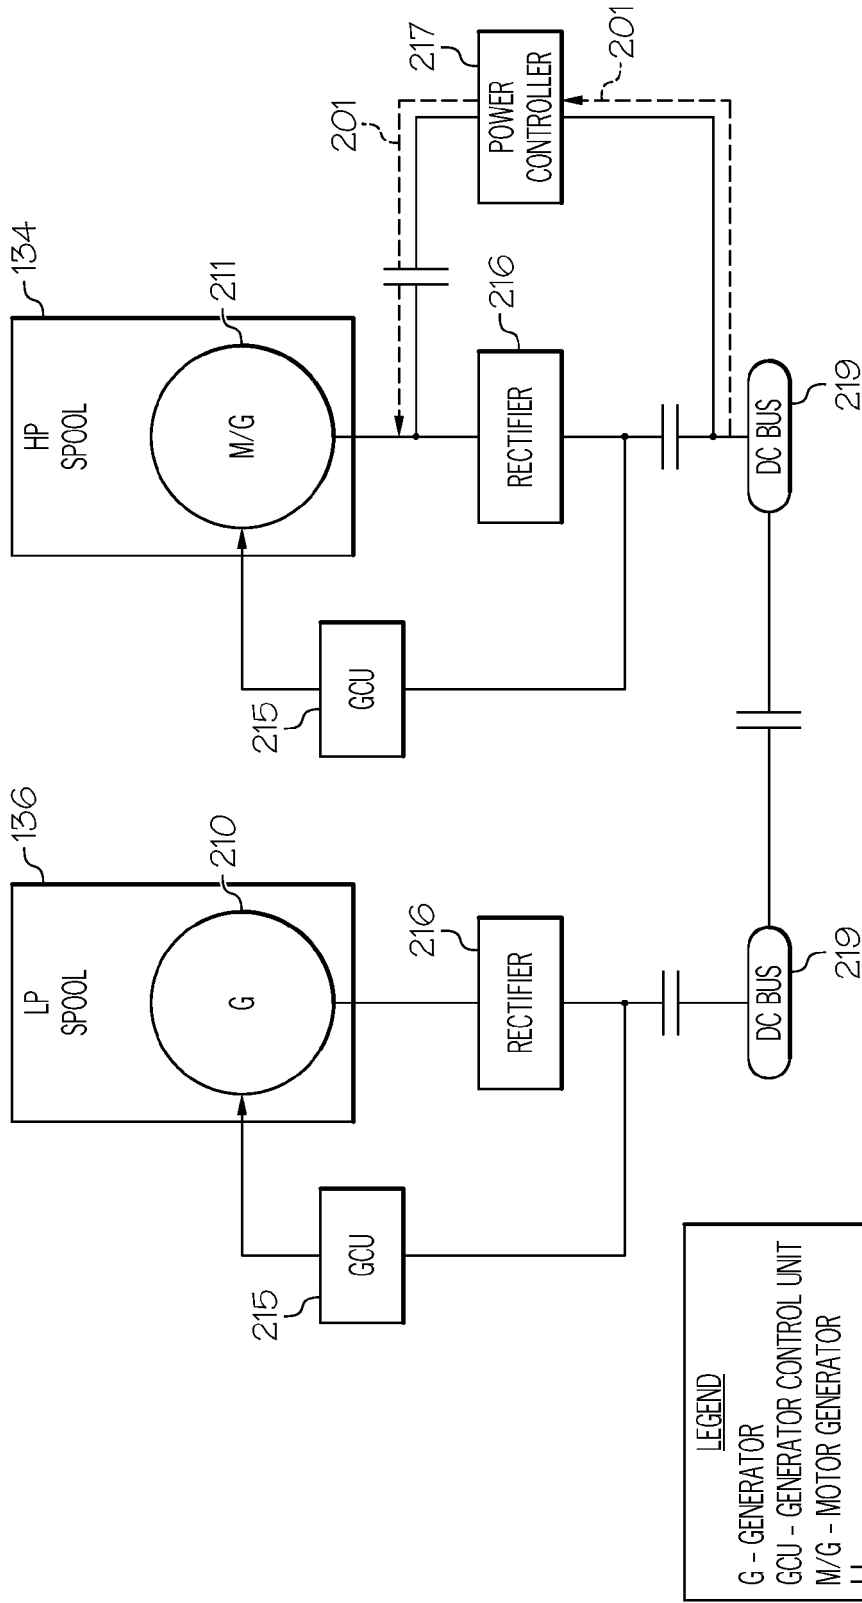 136
LP
SPOOL
210
G
215
GCU
216
RECTIFIER
DC BUS
219
134
HP
SPOOL
211
M/G
215
GCU
216
RECTIFIER
201
217
POWER
CONTROLLER
201
DC BUS
219
LEGEND
G - GENERATOR
GCU - GENERATOR CONTROL UNIT
M/G - MOTOR GENERATOR